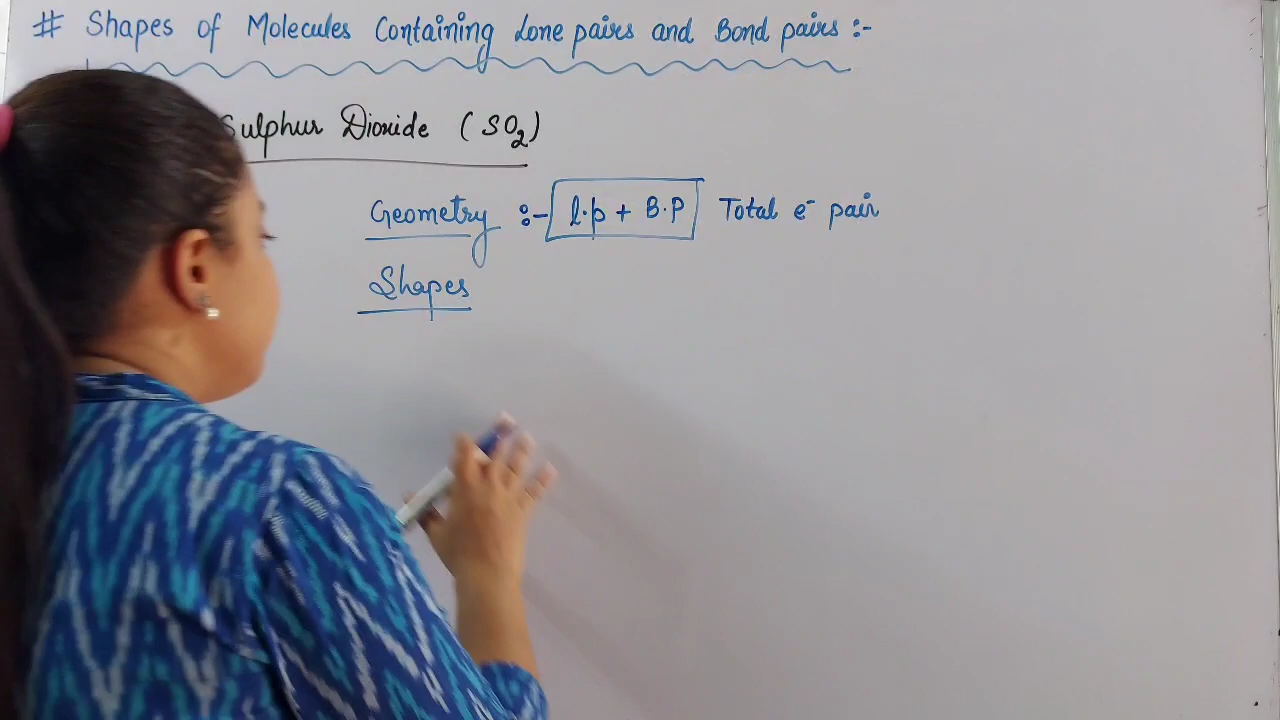 # Shapes of Molecules Containing Lone pairs and Bond pairs :-
Sulphur Dioxide (SO₂)
Geometry :- l.p + B.P Total e⁻ pair
Shapes